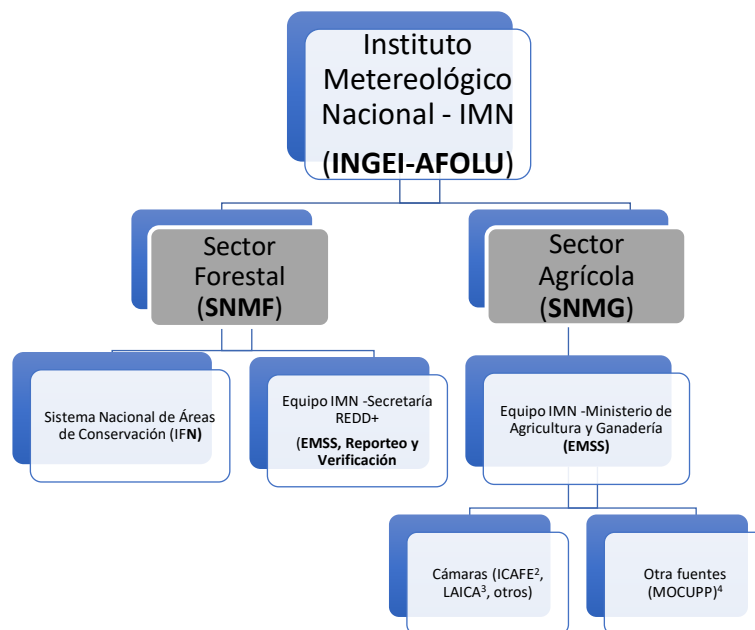 Instituto
Metereológico
Nacional - IMN
(INGEI-AFOLU)
Sector
Forestal
(SNMF)
Sector
Agrícola
(SNMG)
Sistema Nacional de Áreas
de Conservación (IFN)
Equipo IMN -Secretaría
REDD+
(EMSS, Reporteo y
Verificación
Equipo IMN -Ministerio de
Agricultura y Ganadería
(EMSS)
Cámaras (ICAFE², 
LAICA³, otros)
Otra fuentes
(MOCUPP)⁴